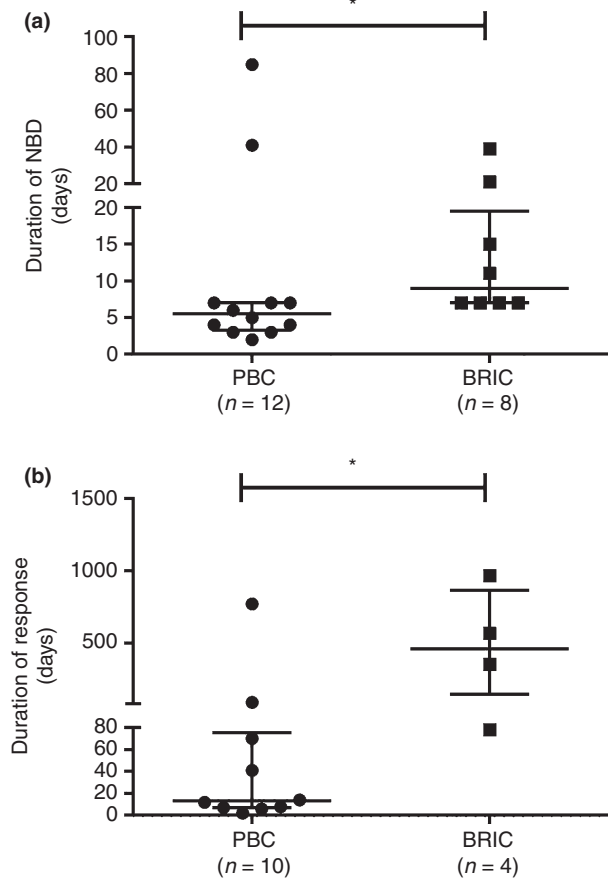 (a)
*
100
80
60
40
20
20
15
10
5
0
Duration of NBD
(days)
PBC
(n = 12)
BRIC
(n = 8)
(b)
*
1500
1000
500
80
60
40
20
0
Duration of response
(days)
PBC
(n = 10)
BRIC
(n = 4)